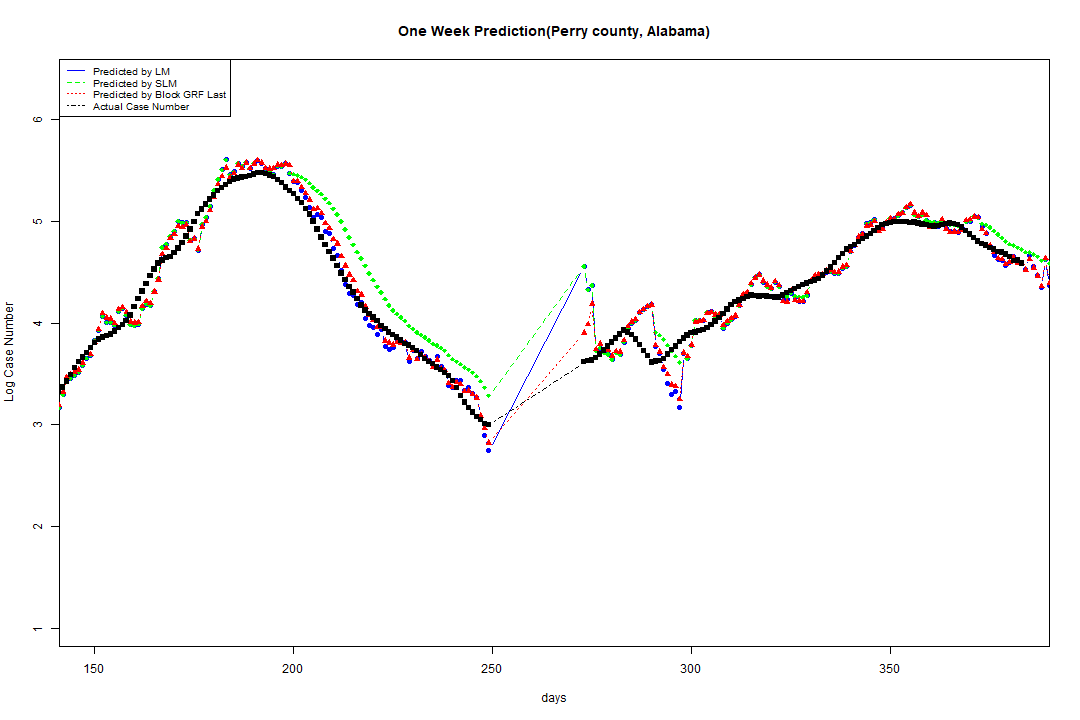 One Week Prediction(Perry county, Alabama)
Predicted by LM
Predicted by SLM
Predicted by Block GRF Last
Actual Case Number
Log Case Number
6
5
4
3
2
1
150 200 250 300 350
days